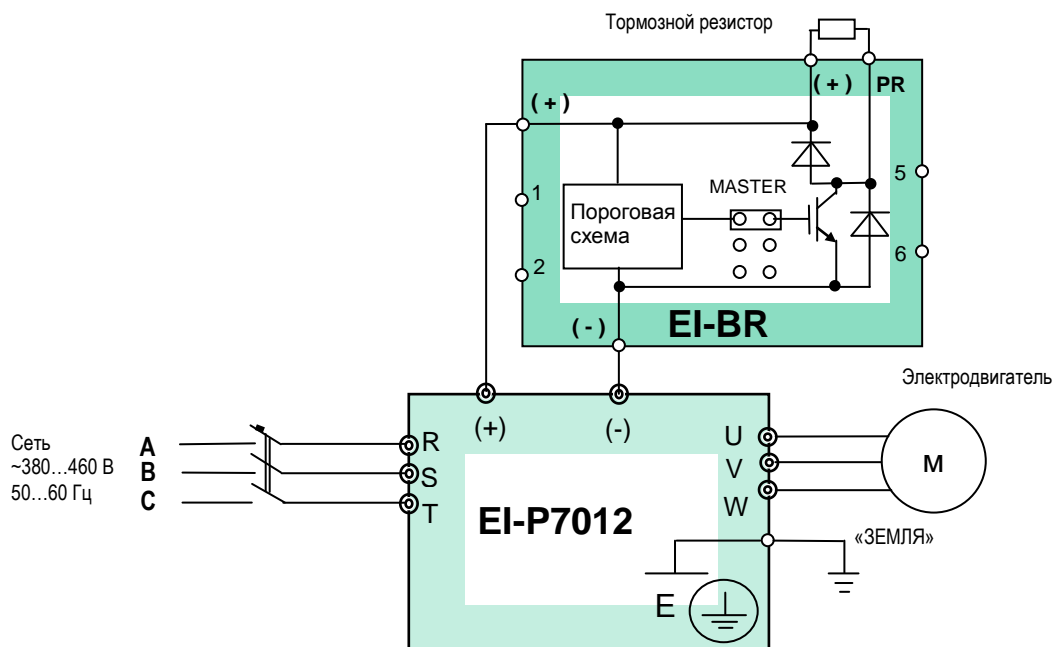 Тормозной резистор
(+)
(+) PR
1
2
MASTER
Пороговая
схема
5
6
(-)
EI-BR
Электродвигатель
Сеть
~380...460 В
50...60 Гц
A
B
C
R
S
T
(+)
(-)
U
V
W
M
EI-P7012
«ЗЕМЛЯ»
E